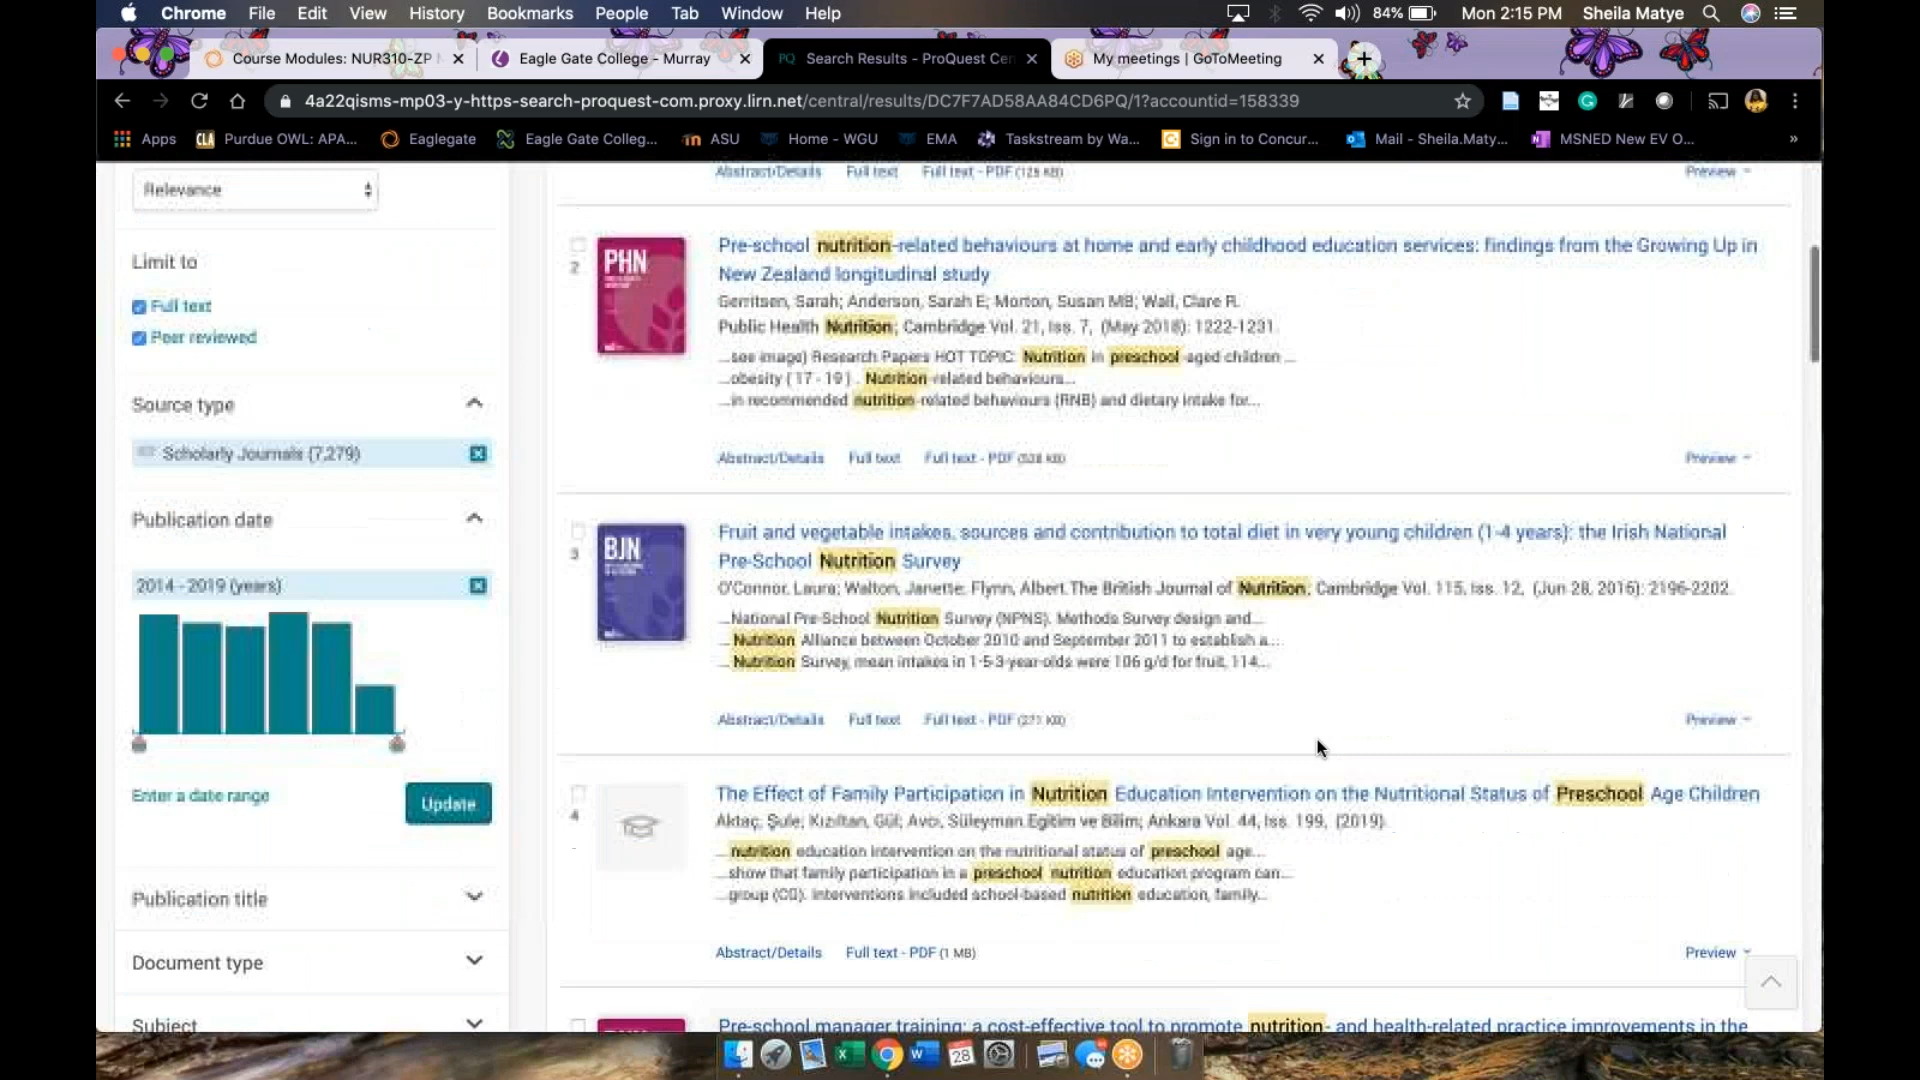 Chrome File Edit View History Bookmarks People Tab Window Help 84% Mon 2:15 PM Sheila Matye
Course Modules: NUR310-ZP Eagle Gate College - Murray PQ Search Results - ProQuest Cen My meetings | GoToMeeting
4a22qisms-mp03-y-https-search-proquest-com.proxy.lirn.net/central/results/DC7F7AD58AA84CD6PQ/1?accountid=158339
Apps CLA Purdue OWL: APA... Eaglegate Eagle Gate Colleg... ASU Home - WGU EMA Taskstream by Wa... Sign in to Concur... Mail - Sheila.Maty... MSNED New EV O... »
Relevance
Limit to
Full text
Peer reviewed
Source type
Scholarly Journals (7,279)
Publication date
2014 - 2019 (years)
Enter a date range
Update
Publication title
Document type
Subject
Abstract/Details Full text Full text - PDF (125 KB) Preview
2
PHN
Pre-school nutrition-related behaviours at home and early childhood education services: findings from the Growing Up in
New Zealand longitudinal study
Gerritsen, Sarah; Anderson, Sarah E; Morton, Susan MB; Wall, Clare R.
Public Health Nutrition; Cambridge Vol. 21, Iss. 7, (May 2018): 1222-1231.
...see image) Research Papers HOT TOPIC: Nutrition in preschool-aged children ...
...obesity ( 17 - 19 ) . Nutrition-related behaviours...
...in recommended nutrition-related behaviours (RNB) and dietary intake for...
Abstract/Details Full text Full text - PDF (528 KB) Preview
3
BJN
Fruit and vegetable intakes, sources and contribution to total diet in very young children (1-4 years): the Irish National
Pre-School Nutrition Survey
O'Connor, Laura; Walton, Janette; Flynn, Albert.The British Journal of Nutrition; Cambridge Vol. 115, Iss. 12, (Jun 28, 2016): 2196-2202.
...National Pre-School Nutrition Survey (NPNS). Methods Survey design and...
...Nutrition Alliance between October 2010 and September 2011 to establish a...
...Nutrition Survey, mean intakes in 1·5-3-year-olds were 106 g/d for fruit, 114...
Abstract/Details Full text Full text - PDF (271 KB) Preview
4
The Effect of Family Participation in Nutrition Education Intervention on the Nutritional Status of Preschool Age Children
Aktaç, Şule; Kızıltan, Gül; Avcı, Süleyman.Egitim ve Bilim; Ankara Vol. 44, Iss. 199, (2019).
...nutrition education intervention on the nutritional status of preschool age...
...show that family participation in a preschool nutrition education program can...
...group (CG). Interventions included school-based nutrition education, family...
Abstract/Details Full text - PDF (1 MB) Preview
Pre-school manager training: a cost-effective tool to promote nutrition- and health-related practice improvements in the
28